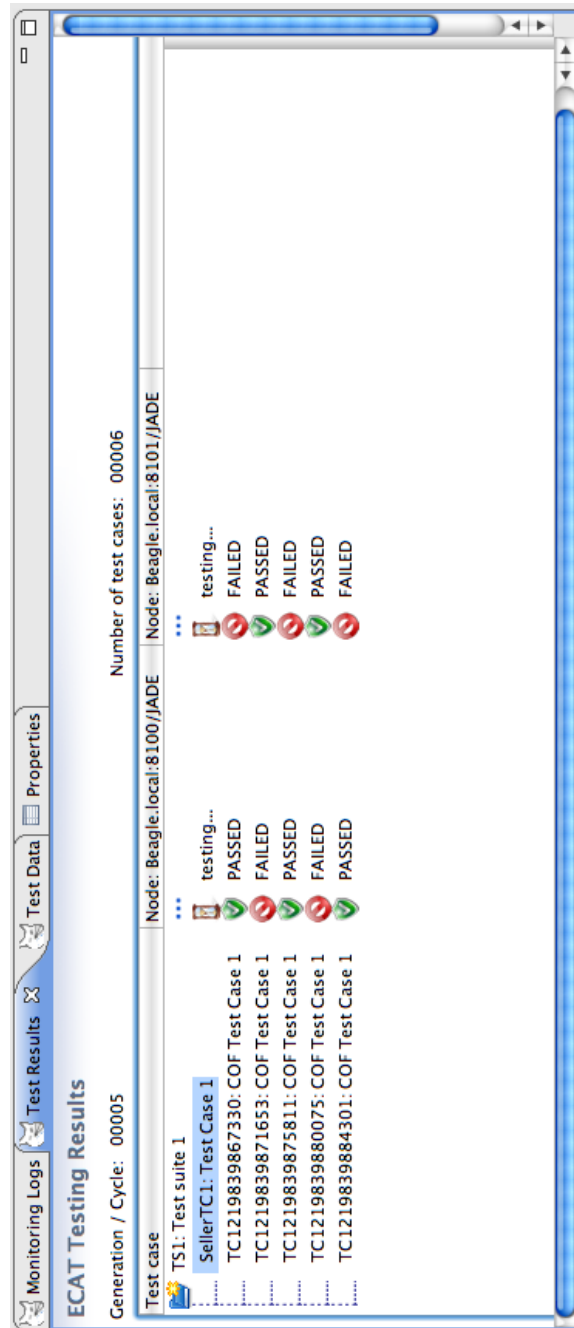 Monitoring Logs Test Results Test Data Properties
ECAT Testing Results
Generation / Cycle: 00005 Number of test cases: 00006
Test case Node: Beagle.local:8100/JADE Node: Beagle.local:8101/JADE
TS1: Test suite 1 ... ...
SellerTC1: Test Case 1 testing... testing...
TC1219839867330: COF Test Case 1 PASSED FAILED
TC1219839871653: COF Test Case 1 FAILED PASSED
TC1219839875811: COF Test Case 1 PASSED FAILED
TC1219839880075: COF Test Case 1 FAILED PASSED
TC1219839884301: COF Test Case 1 PASSED FAILED